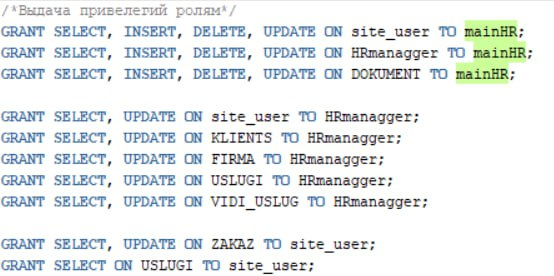 /*Выдача привелегий ролям*/
GRANT SELECT, INSERT, DELETE, UPDATE ON site_user TO mainHR;
GRANT SELECT, INSERT, DELETE, UPDATE ON HRmanagger TO mainHR;
GRANT SELECT, INSERT, DELETE, UPDATE ON DOKUMENT TO mainHR;
GRANT SELECT, UPDATE ON site_user TO HRmanagger;
GRANT SELECT, UPDATE ON KLIENTS TO HRmanagger;
GRANT SELECT, UPDATE ON FIRMA TO HRmanagger;
GRANT SELECT, UPDATE ON USLUGI TO HRmanagger;
GRANT SELECT, UPDATE ON VIDI_USLUG TO HRmanagger;
GRANT SELECT, UPDATE ON ZAKAZ TO site_user;
GRANT SELECT ON USLUGI TO site_user;